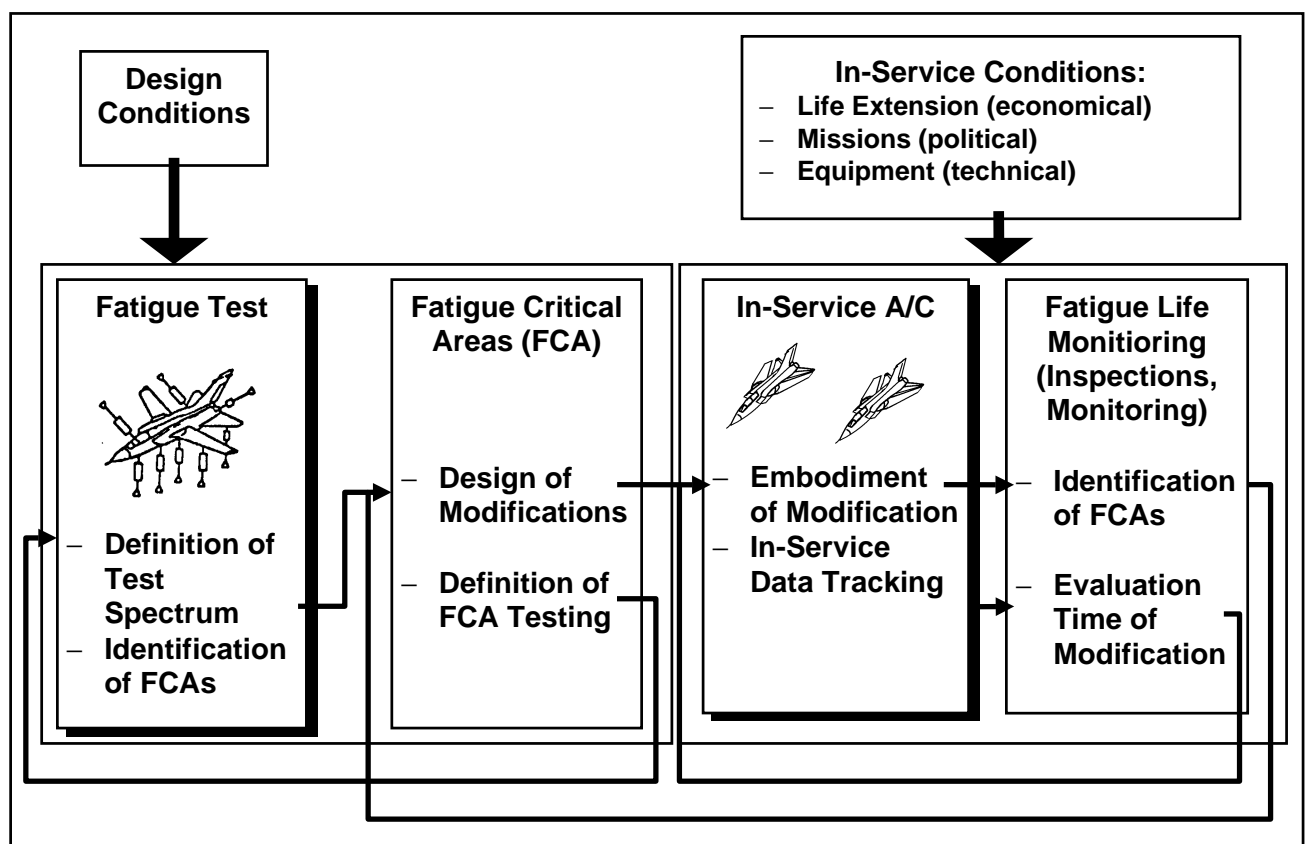 Design
Conditions
In-Service Conditions:
– Life Extension (economical)
– Missions (political)
– Equipment (technical)
Fatigue Test
– Definition of
Test
Spectrum
– Identification
of FCAs
Fatigue Critical
Areas (FCA)
– Design of
Modifications
– Definition of
FCA Testing
In-Service A/C
– Embodiment
of Modification
– In-Service
Data Tracking
Fatigue Life
Monitioring
(Inspections,
Monitoring)
– Identification
of FCAs
– Evaluation
Time of
Modification